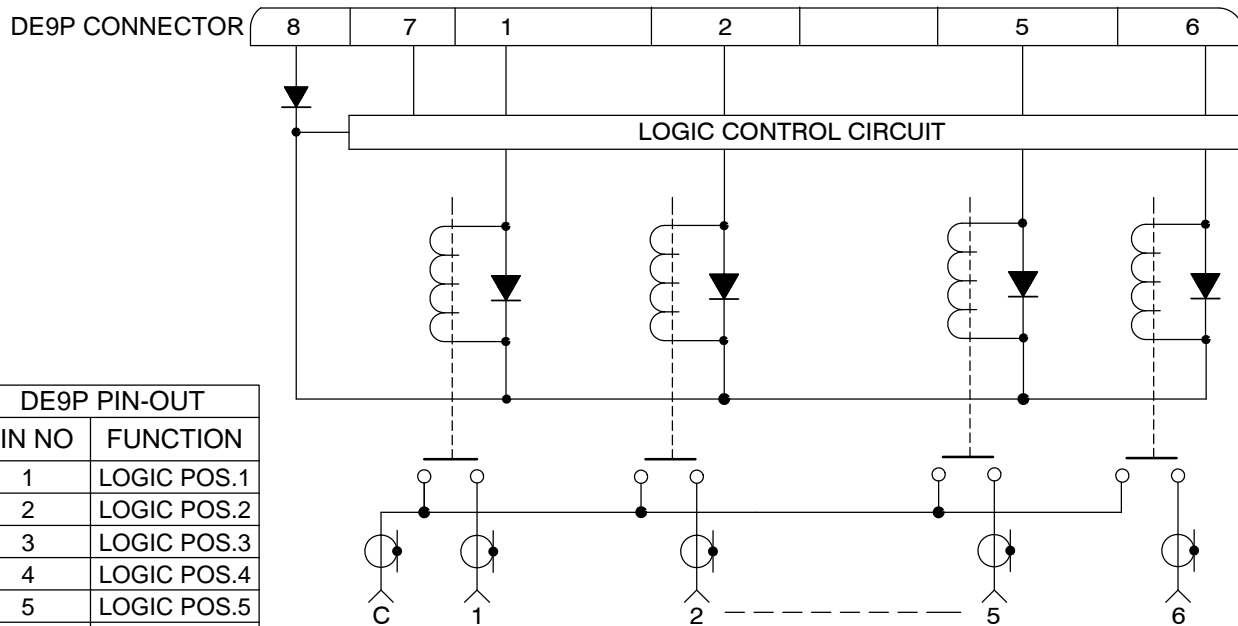 DE9P CONNECTOR 8 7 1 2 5 6
LOGIC CONTROL CIRCUIT
DE9P PIN-OUT
IN NO FUNCTION
1 LOGIC POS.1
2 LOGIC POS.2
3 LOGIC POS.3
4 LOGIC POS.4
5 LOGIC POS.5
C 1 2 5 6